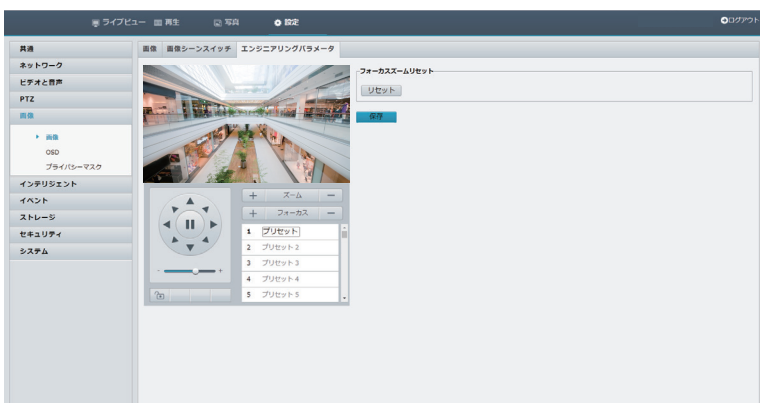 ライブビュー 再生 写真 設定 ログアウト
共通
ネットワーク
ビデオと音声
PTZ
画像
画像
OSD
プライバシーマスク
インテリジェント
イベント
ストレージ
セキュリティ
システム
画像 画像シーンスイッチ エンジニアリングパラメータ
+ ズーム −
+ フォーカス −
1 プリセット
2 プリセット 2
3 プリセット 3
4 プリセット 4
5 プリセット 5
- +
フォーカスズームリセット
リセット
保存